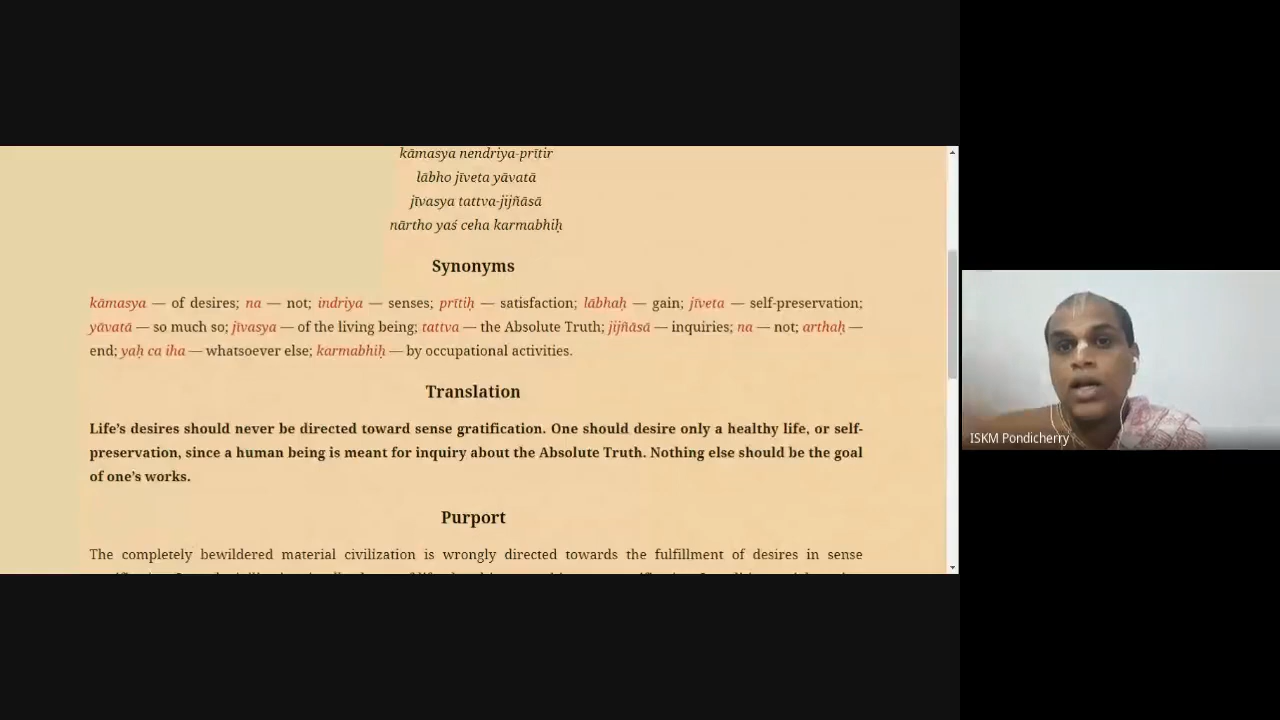 kāmasya nendriya-prītir
lābho jīveta yāvatā
jīvasya tattva-jijñāsā
nārtho yaś ceha karmabhiḥ
Synonyms
kāmasya — of desires; na — not; indriya — senses; prītiḥ — satisfaction; lābhaḥ — gain; jīveta — self-preservation;
yāvatā — so much so; jīvasya — of the living being; tattva — the Absolute Truth; jijñāsā — inquiries; na — not; arthaḥ —
end; yaḥ ca iha — whatsoever else; karmabhiḥ — by occupational activities.
Translation
Life’s desires should never be directed toward sense gratification. One should desire only a healthy life, or self-
preservation, since a human being is meant for inquiry about the Absolute Truth. Nothing else should be the goal
of one’s works.
Purport
The completely bewildered material civilization is wrongly directed towards the fulfillment of desires in sense
ISKM Pondicherry